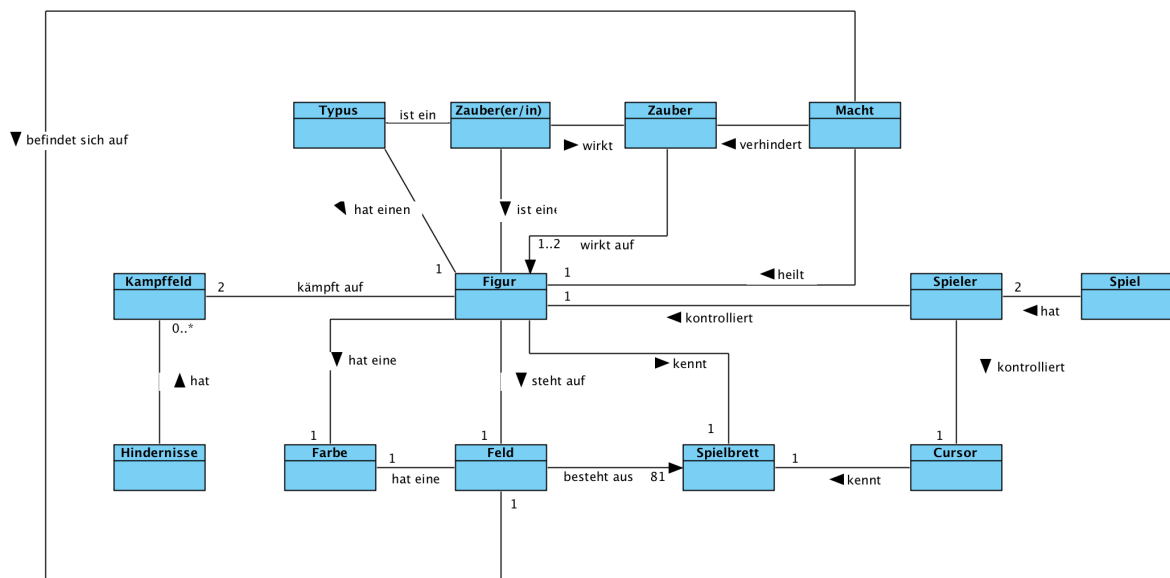 Typus
ist ein
Zauber(er/in)
Zauber
Macht
befindet sich auf
wirkt
verhindert
hat einen
ist eine
1..2
wirkt auf
1
1
heilt
Kampffeld
2
kämpft auf
Figur
1
Spieler
2
Spiel
kontrolliert
hat
0..*
hat eine
kennt
kontrolliert
hat
steht auf
1
1
1
1
Hindernisse
Farbe
1
Feld
Spielbrett
1
Cursor
hat eine
besteht aus
81
kennt
1